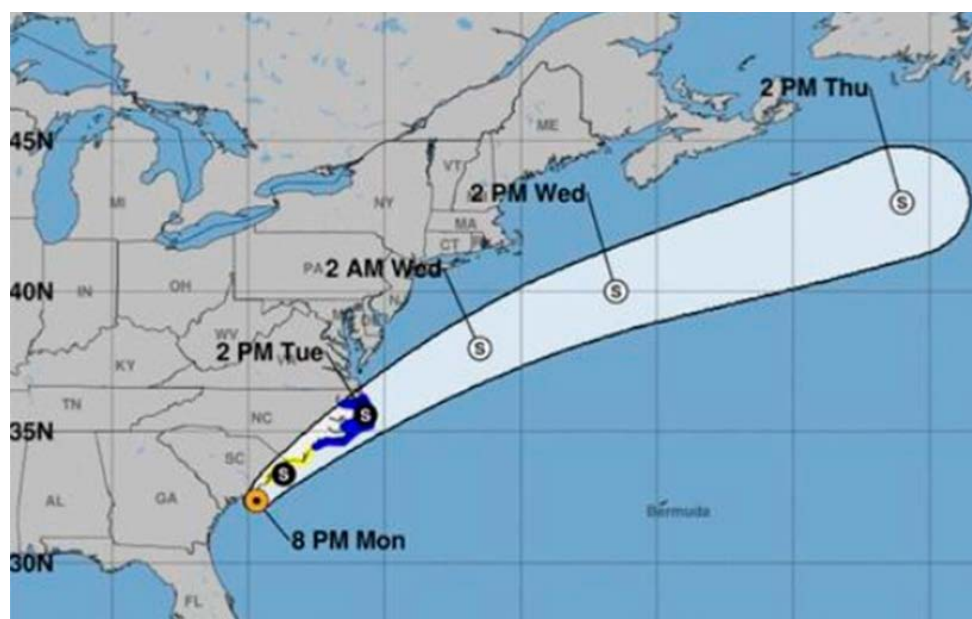 2 PM Thu
45N
ME
VT
MI
2 PM Wed
NY
MA
CT
PA
2 AM Wed
40N
IN
OH
WV
2 PM Tue
KY
TN
NC
35N
SC
S
S
S
S
S
AL
GA
Bermuda
8 PM Mon
30N
FL